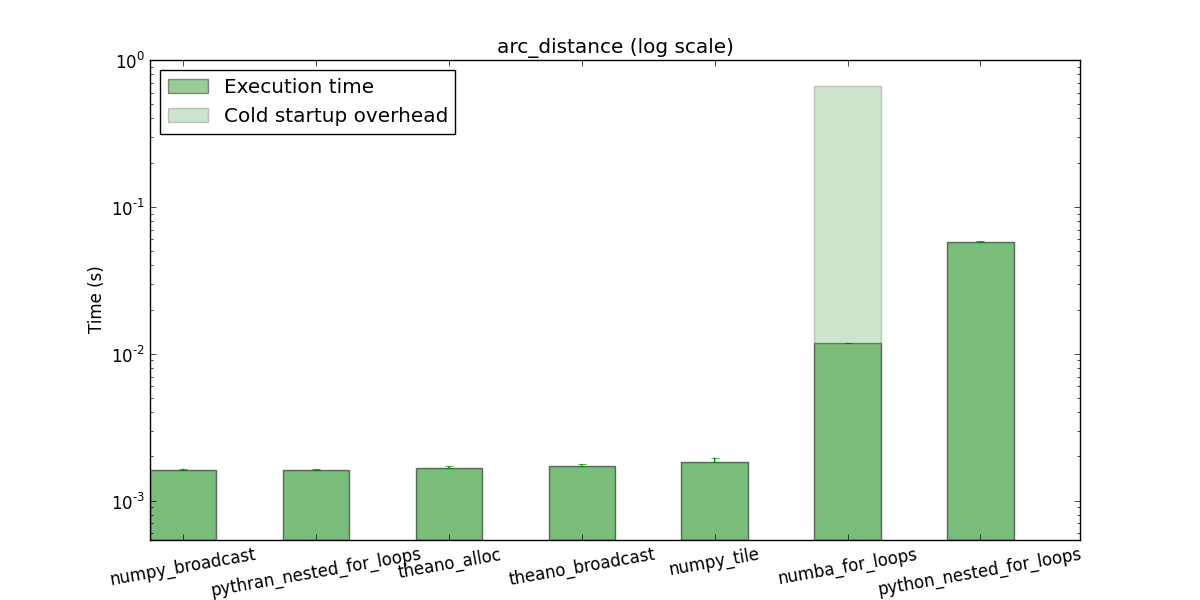 arc_distance (log scale)
Execution time
Cold startup overhead
Time (s)
10^0
10^-1
10^-2
10^-3
numpy_broadcast
pythran_nested_for_loops
theano_alloc
theano_broadcast
numpy_tile
numba_for_loops
python_nested_for_loops